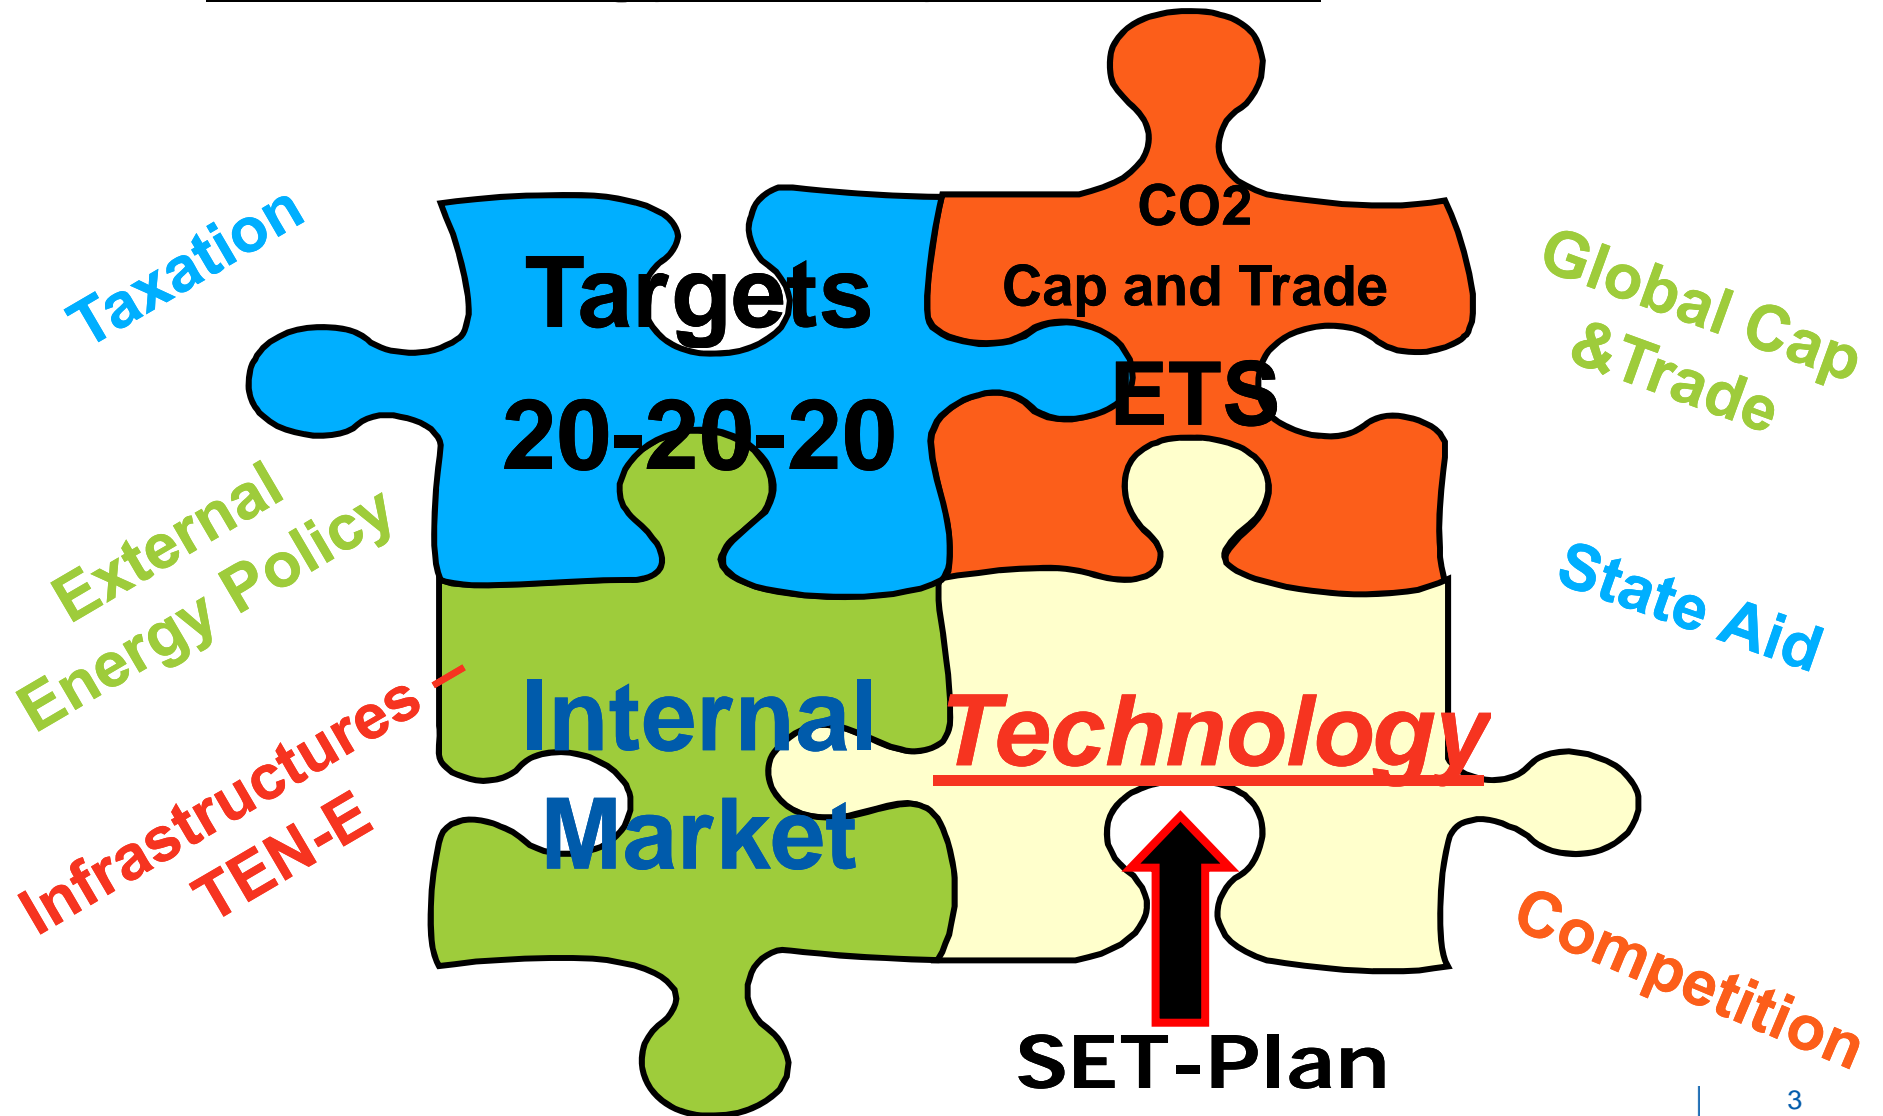 Taxation
External
Energy Policy
Infrastructures –
TEN-E
Targets
20-20-20
CO2
Cap and Trade
ETS
Internal
Market
Technology
SET-Plan
Global Cap
&Trade
State Aid
Competition
3